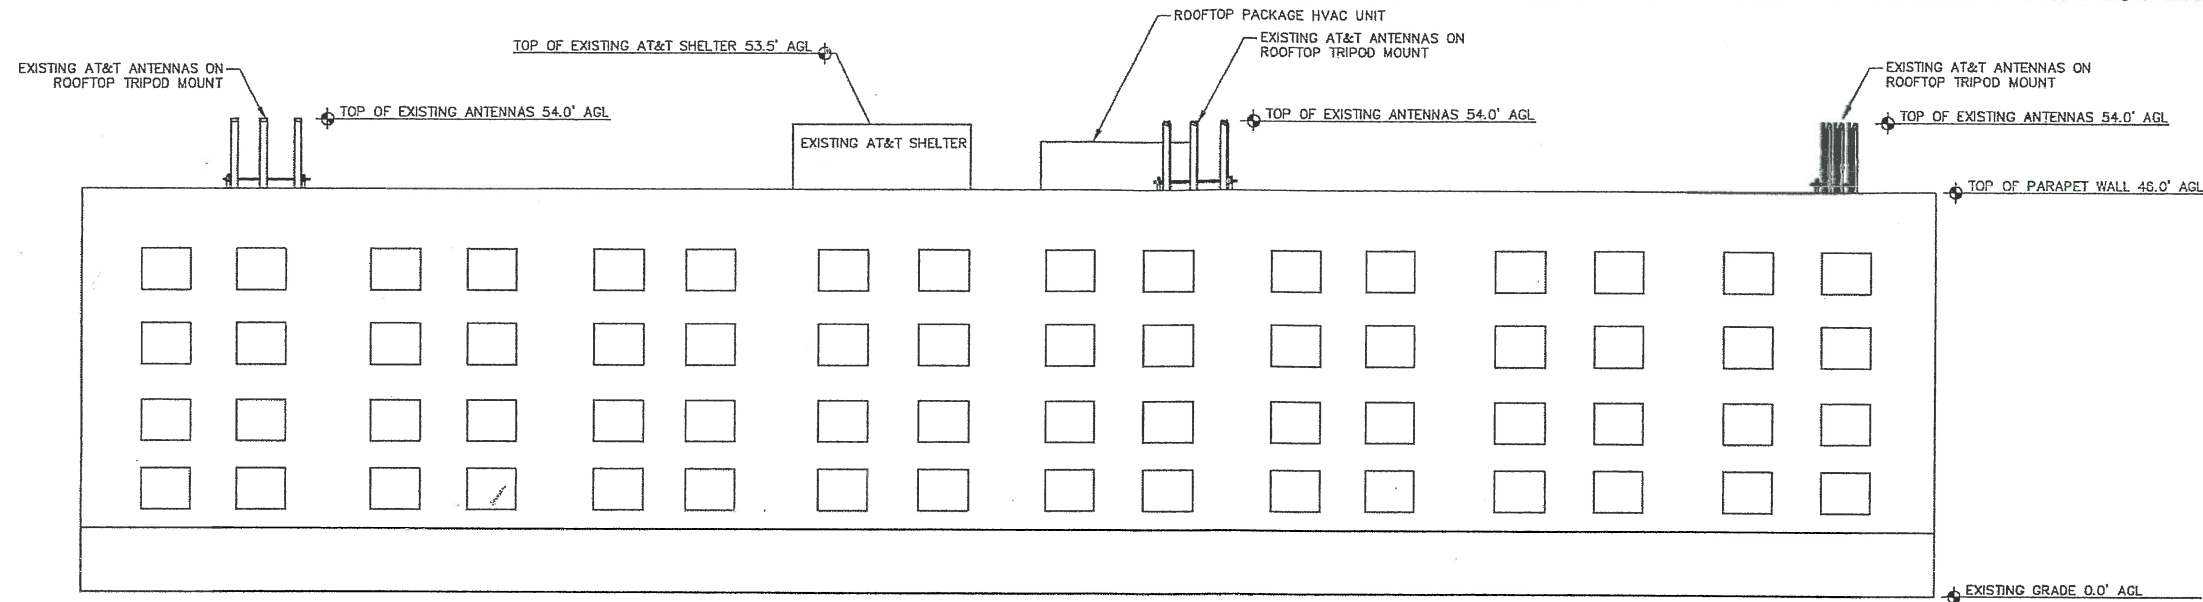 ROOFTOP PACKAGE HVAC UNIT
TOP OF EXISTING AT&T SHELTER 53.5' AGL
EXISTING AT&T ANTENNAS ON
ROOFTOP TRIPOD MOUNT
EXISTING AT&T ANTENNAS ON
ROOFTOP TRIPOD MOUNT
EXISTING AT&T ANTENNAS ON
ROOFTOP TRIPOD MOUNT
TOP OF EXISTING ANTENNAS 54.0' AGL
TOP OF EXISTING ANTENNAS 54.0' AGL
TOP OF EXISTING ANTENNAS 54.0' AGL
EXISTING AT&T SHELTER
TOP OF PARAPET WALL 46.0' AGL
EXISTING GRADE 0.0' AGL